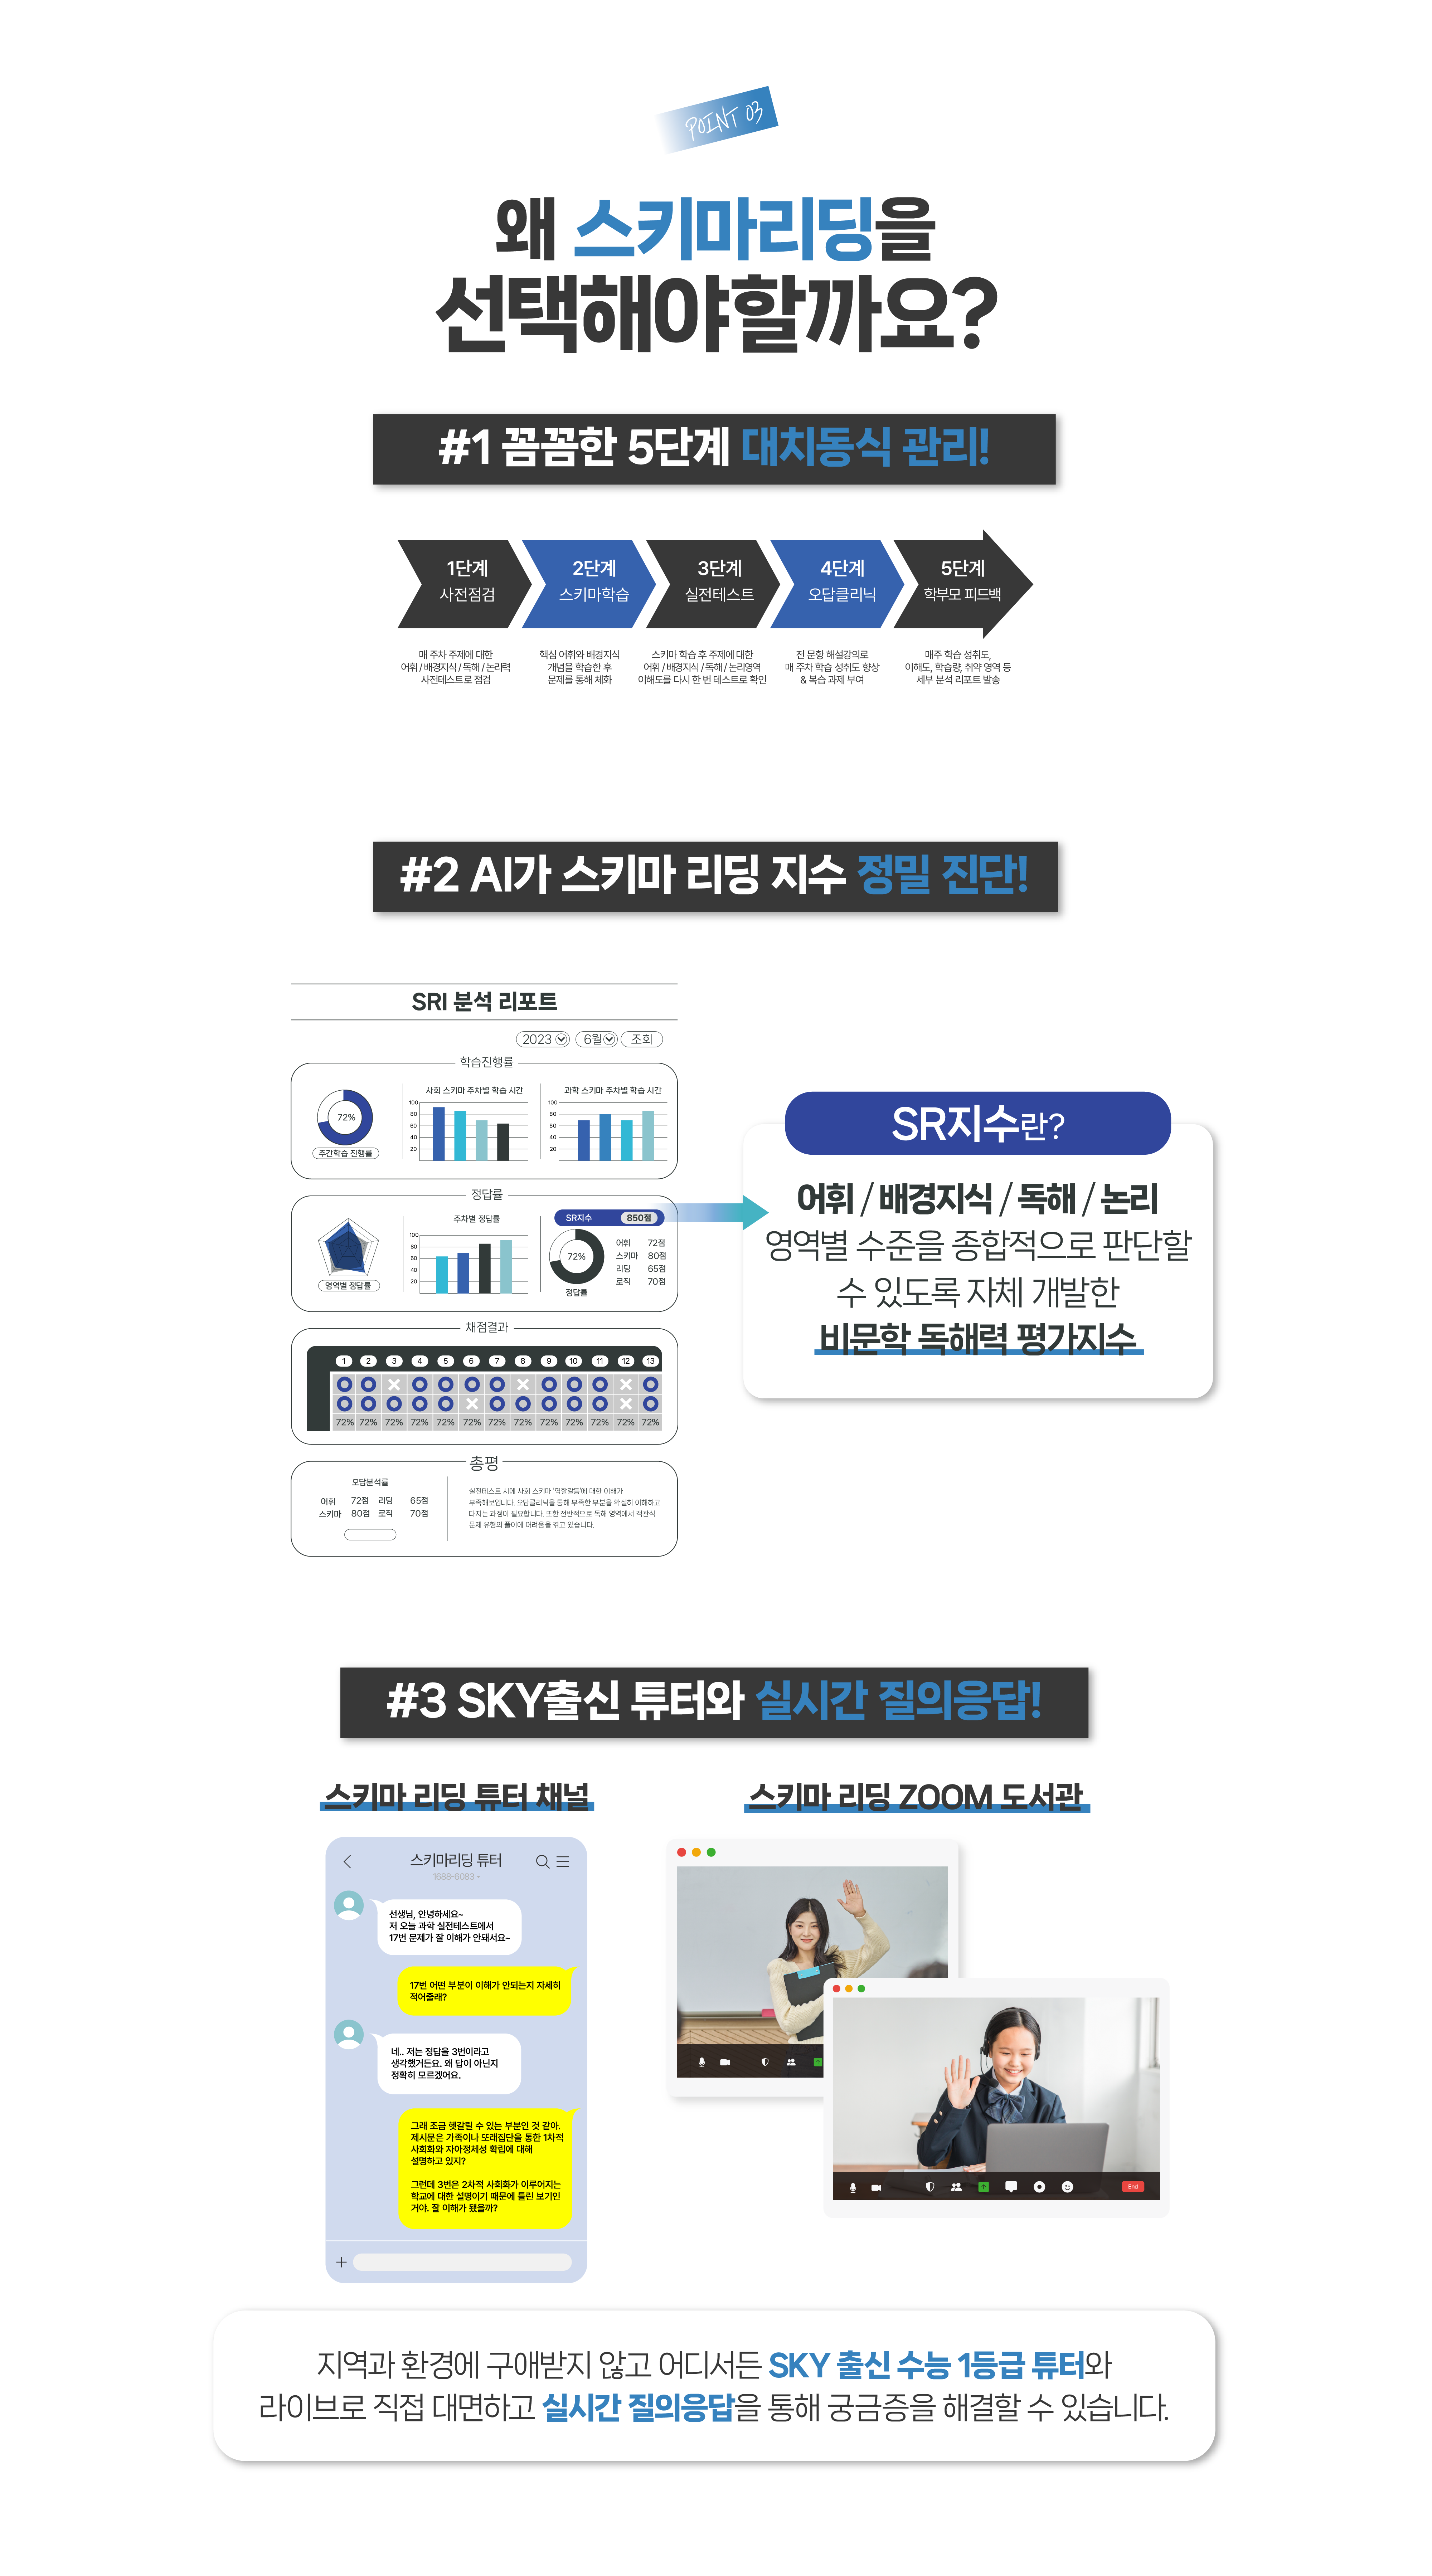 POINT 03
왜 스키마리딩을
선택해야할까요?
#1 꼼꼼한 5단계 대치동식 관리!
1단계
사전점검
2단계
스키마학습
3단계
실전테스트
4단계
오답클리닉
5단계
학부모 피드백
매 주차 주제에 대한
어휘 / 배경지식 / 독해 / 논리력
사전테스트로 점검
핵심 어휘와 배경지식
개념을 학습한 후
문제를 통해 체화
스키마 학습 후 주제에 대한
어휘 / 배경지식 / 독해 / 논리영역
이해도를 다시 한 번 테스트로 확인
전 문항 해설강의로
매 주차 학습 성취도 향상
& 복습 과제 부여
매주 학습 성취도,
이해도, 학습량, 취약 영역 등
세부 분석 리포트 발송
#2 AI가 스키마 리딩 지수 정밀 진단!
SRI 분석 리포트
2023 6월 조회
학습진행률
72%
주간학습 진행률
사회 스키마 주차별 학습 시간
100
80
60
40
20
과학 스키마 주차별 학습 시간
100
80
60
40
20
정답률
영역별 정답률
주차별 정답률
100
80
60
40
20
SR지수 850점
72%
정답률
어휘 72점
스키마 80점
리딩 65점
로직 70점
채점결과
1 2 3 4 5 6 7 8 9 10 11 12 13
72% 72% 72% 72% 72% 72% 72% 72% 72% 72% 72% 72% 72%
총평
오답분석률
어휘 72점 리딩 65점
스키마 80점 로직 70점
실전테스트 시에 사회 스키마 '역할갈등'에 대한 이해가
부족해보입니다. 오답클리닉을 통해 부족한 부분을 확실히 이해하고
다지는 과정이 필요합니다. 또한 전반적으로 독해 영역에서 객관식
문제 유형의 풀이에 어려움을 겪고 있습니다.
SR지수란?
어휘 / 배경지식 / 독해 / 논리
영역별 수준을 종합적으로 판단할
수 있도록 자체 개발한
비문학 독해력 평가지수
#3 SKY출신 튜터와 실시간 질의응답!
스키마 리딩 튜터 채널
스키마리딩 튜터
1688-6083
선생님, 안녕하세요~
저 오늘 과학 실전테스트에서
17번 문제가 잘 이해가 안돼서요~
17번 어떤 부분이 이해가 안되는지 자세히
적어줄래?
네.. 저는 정답을 3번이라고
생각했거든요. 왜 답이 아닌지
정확히 모르겠어요.
그래 조금 헷갈릴 수 있는 부분인 것 같아.
제시문은 가족이나 또래집단을 통한 1차적
사회화와 자아정체성 확립에 대해
설명하고 있지?
그런데 3번은 2차적 사회화가 이루어지는
학교에 대한 설명이기 때문에 틀린 보기인
거야. 잘 이해가 됐을까?
스키마 리딩 ZOOM 도서관
End
지역과 환경에 구애받지 않고 어디서든 SKY 출신 수능 1등급 튜터와
라이브로 직접 대면하고 실시간 질의응답을 통해 궁금증을 해결할 수 있습니다.